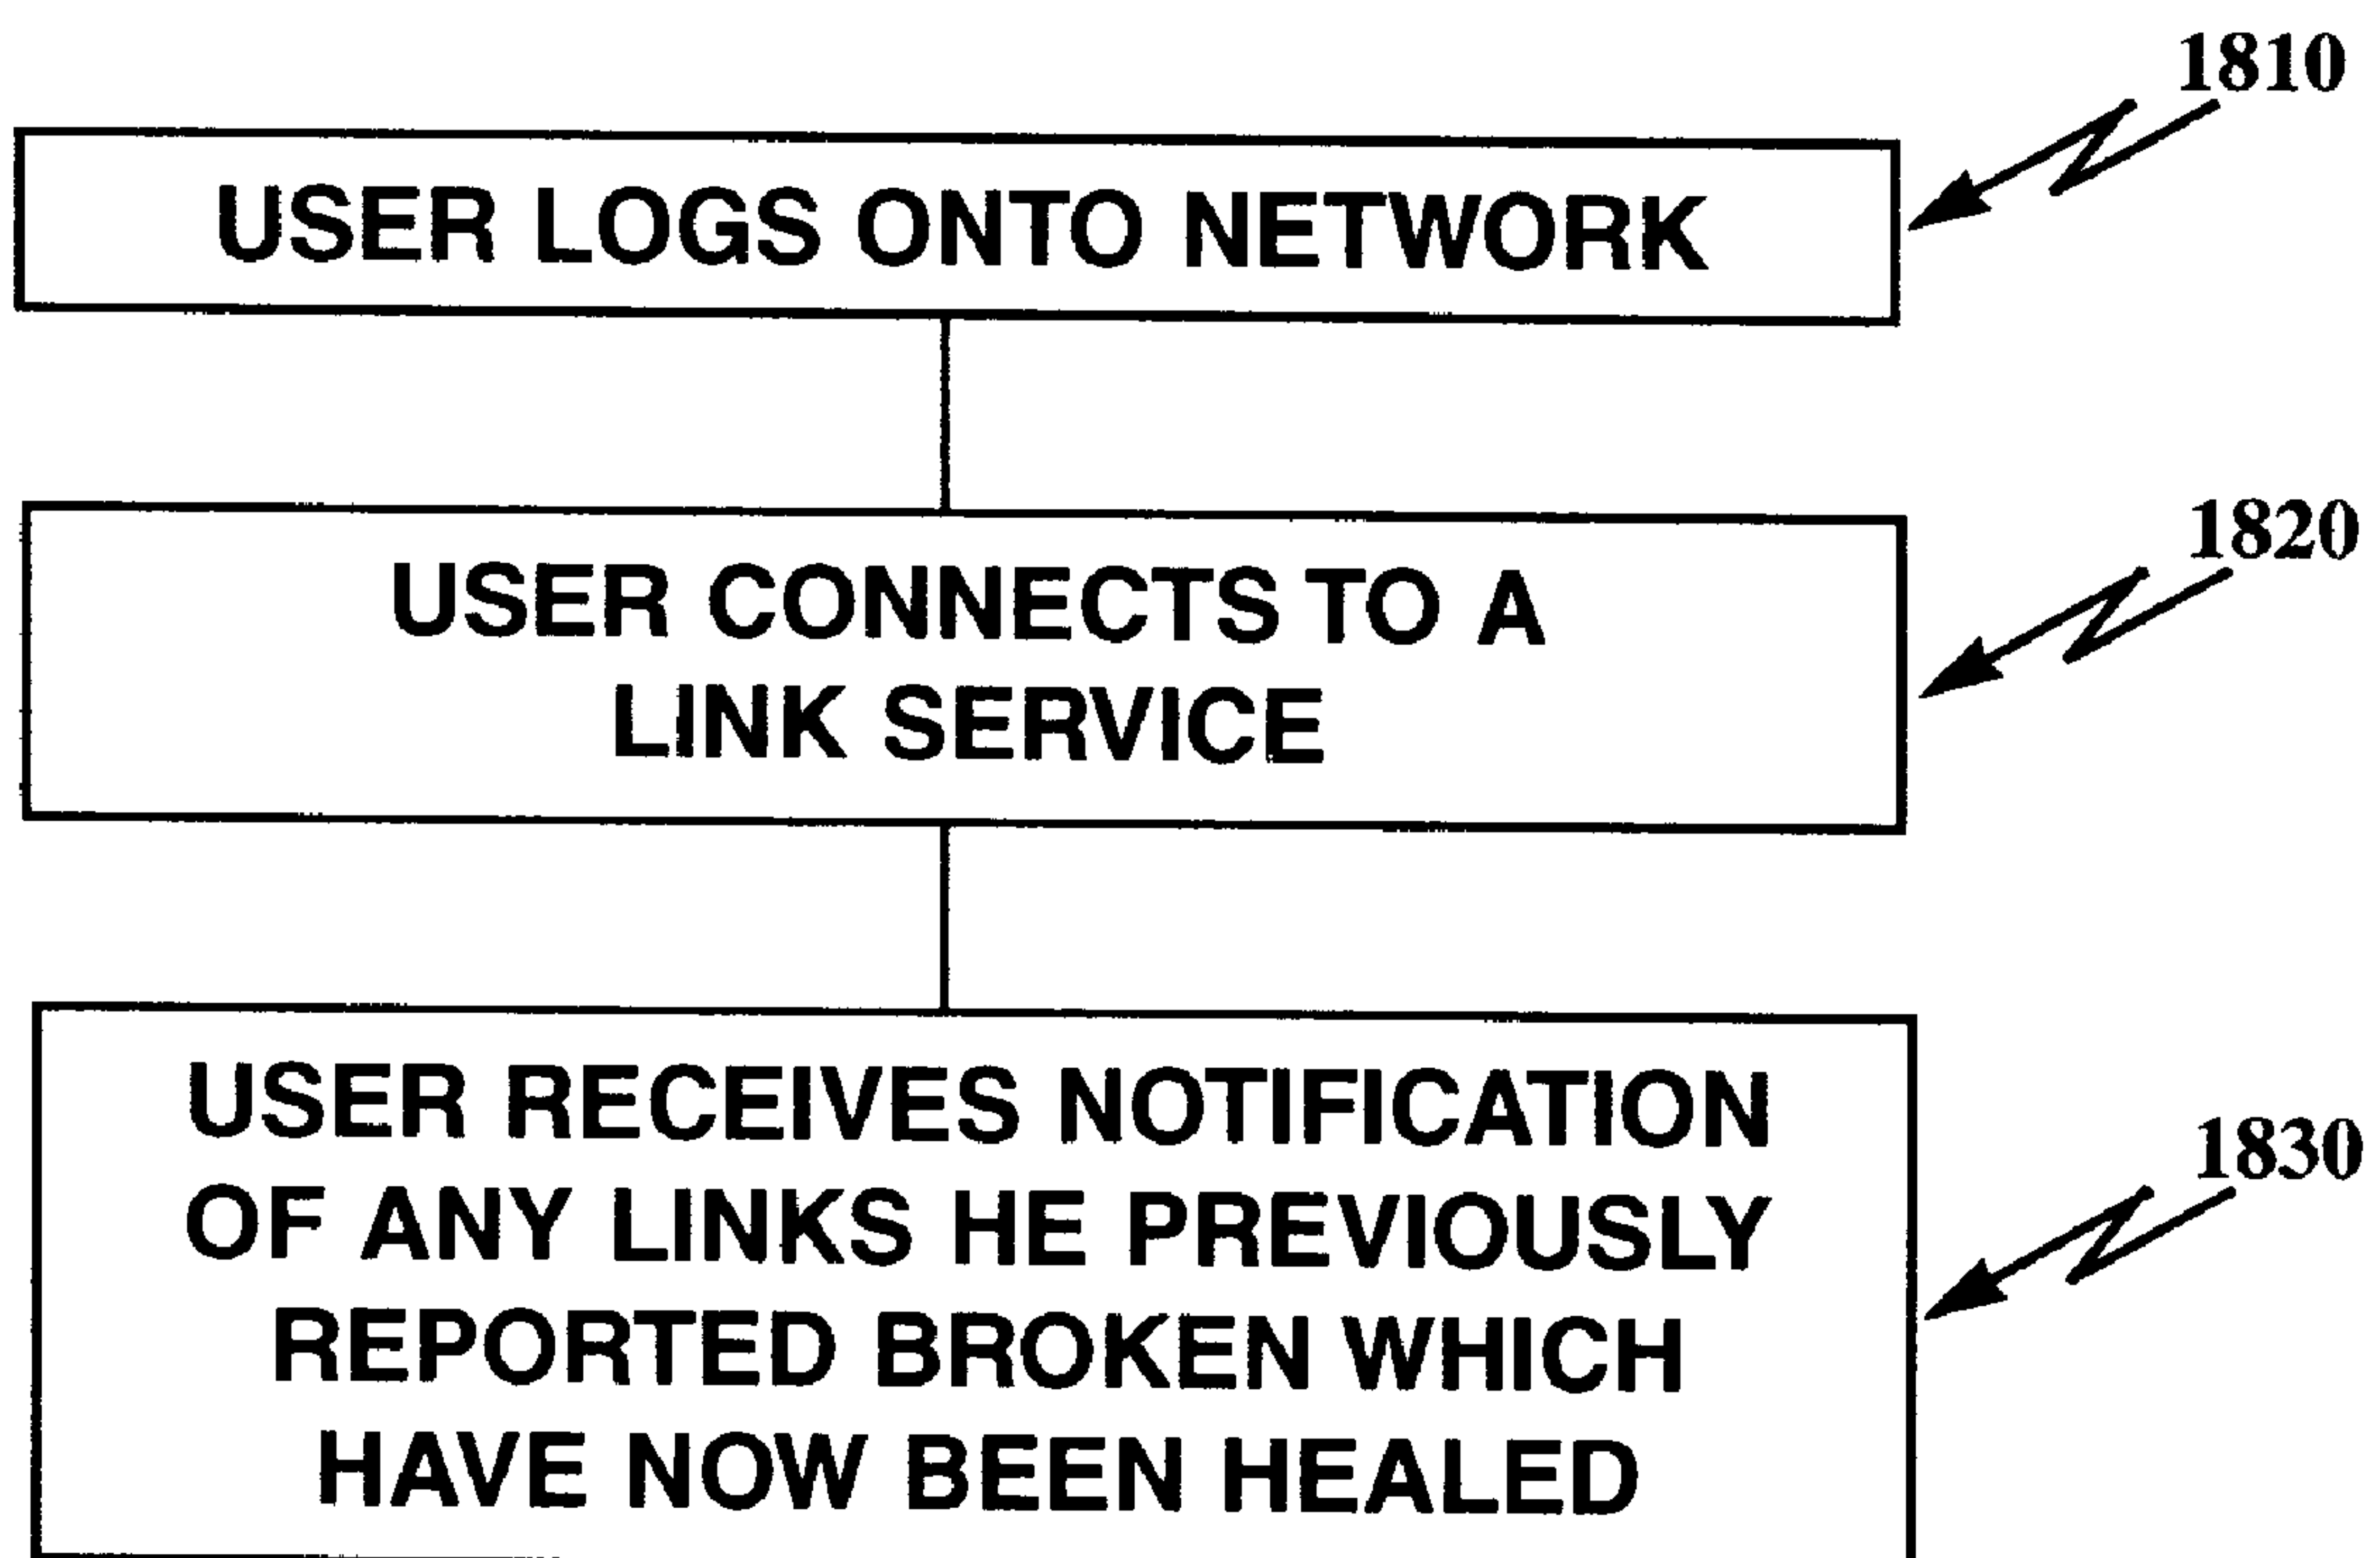 1810
USER LOGS ONTO NETWORK
1820
USER CONNECTS TO A
LINK SERVICE
USER RECEIVES NOTIFICATION
1830
OF ANY LINKS HE PREVIOUSLY
REPORTED BROKEN WHICH
HAVE NOW BEEN HEALED